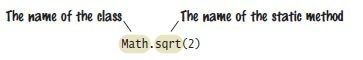 The name of the class
The name of the static method
Math.sqrt(2)